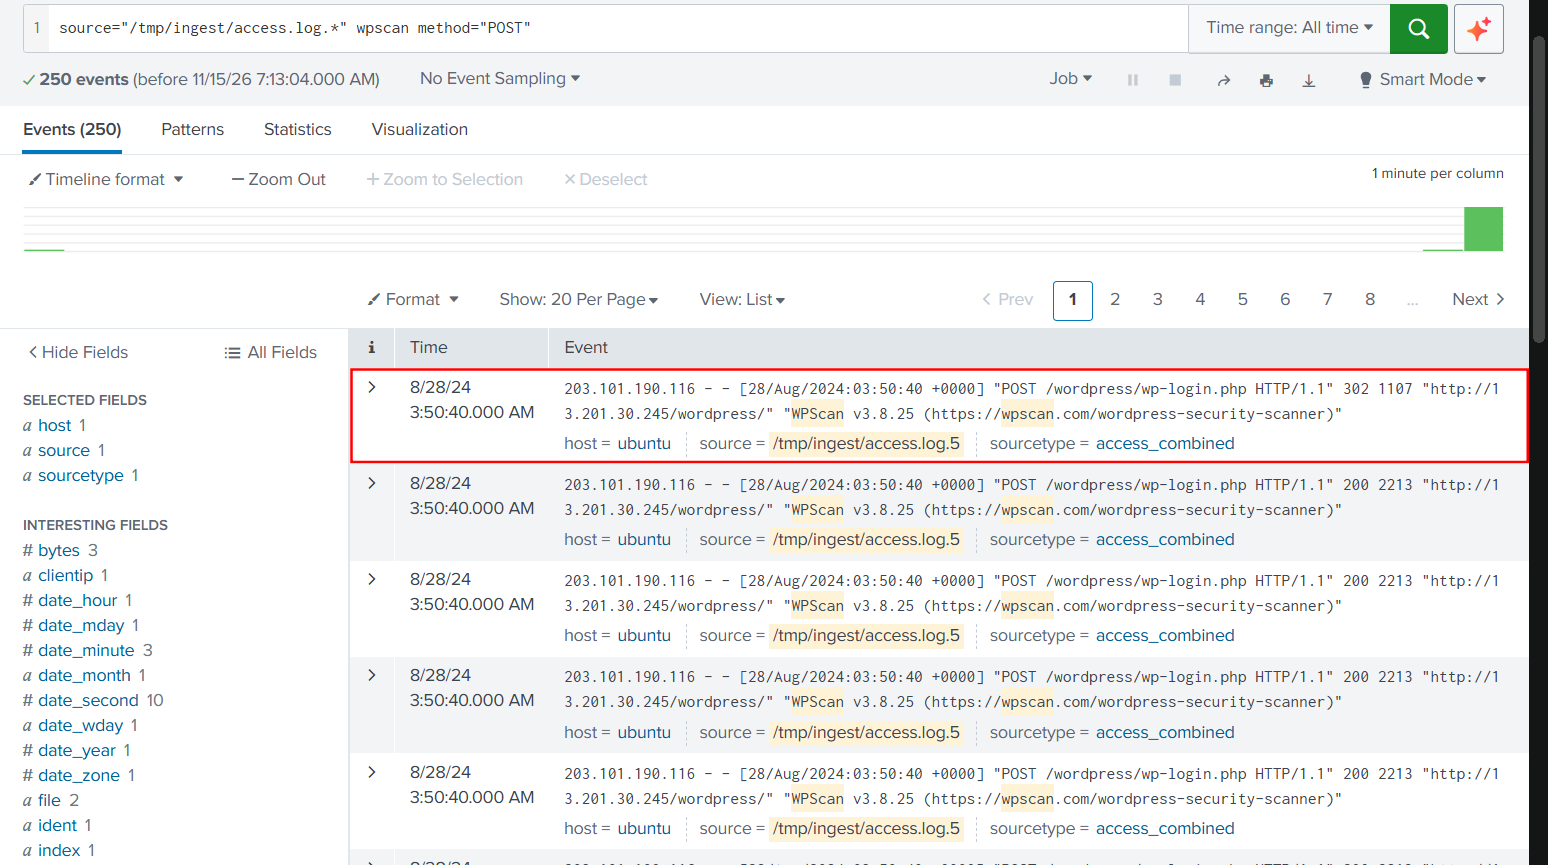 1 source="/tmp/ingest/access.log.*" wpscan method="POST"
Time range: All time
250 events (before 11/15/26 7:13:04.000 AM)
No Event Sampling
Job
Smart Mode
Events (250)
Patterns
Statistics
Visualization
Timeline format
Zoom Out
+ Zoom to Selection
× Deselect
1 minute per column
Format
Show: 20 Per Page
View: List
< Prev
1
2
3
4
5
6
7
8
...
Next >
< Hide Fields
All Fields
SELECTED FIELDS
a host 1
a source 1
a sourcetype 1
INTERESTING FIELDS
# bytes 3
a clientip 1
# date_hour 1
# date_mday 1
# date_minute 3
a date_month 1
# date_second 10
a date_wday 1
# date_year 1
# date_zone 1
a file 2
a ident 1
a index 1
i
Time
Event
8/28/24
3:50:40.000 AM
203.101.190.116 - - [28/Aug/2024:03:50:40 +0000] "POST /wordpress/wp-login.php HTTP/1.1" 302 1107 "http://1
3.201.30.245/wordpress/" "WPScan v3.8.25 (https://wpscan.com/wordpress-security-scanner)"
host = ubuntu source = /tmp/ingest/access.log.5 sourcetype = access_combined
8/28/24
3:50:40.000 AM
203.101.190.116 - - [28/Aug/2024:03:50:40 +0000] "POST /wordpress/wp-login.php HTTP/1.1" 200 2213 "http://1
3.201.30.245/wordpress/" "WPScan v3.8.25 (https://wpscan.com/wordpress-security-scanner)"
host = ubuntu source = /tmp/ingest/access.log.5 sourcetype = access_combined
8/28/24
3:50:40.000 AM
203.101.190.116 - - [28/Aug/2024:03:50:40 +0000] "POST /wordpress/wp-login.php HTTP/1.1" 200 2213 "http://1
3.201.30.245/wordpress/" "WPScan v3.8.25 (https://wpscan.com/wordpress-security-scanner)"
host = ubuntu source = /tmp/ingest/access.log.5 sourcetype = access_combined
8/28/24
3:50:40.000 AM
203.101.190.116 - - [28/Aug/2024:03:50:40 +0000] "POST /wordpress/wp-login.php HTTP/1.1" 200 2213 "http://1
3.201.30.245/wordpress/" "WPScan v3.8.25 (https://wpscan.com/wordpress-security-scanner)"
host = ubuntu source = /tmp/ingest/access.log.5 sourcetype = access_combined
8/28/24
3:50:40.000 AM
203.101.190.116 - - [28/Aug/2024:03:50:40 +0000] "POST /wordpress/wp-login.php HTTP/1.1" 200 2213 "http://1
3.201.30.245/wordpress/" "WPScan v3.8.25 (https://wpscan.com/wordpress-security-scanner)"
host = ubuntu source = /tmp/ingest/access.log.5 sourcetype = access_combined